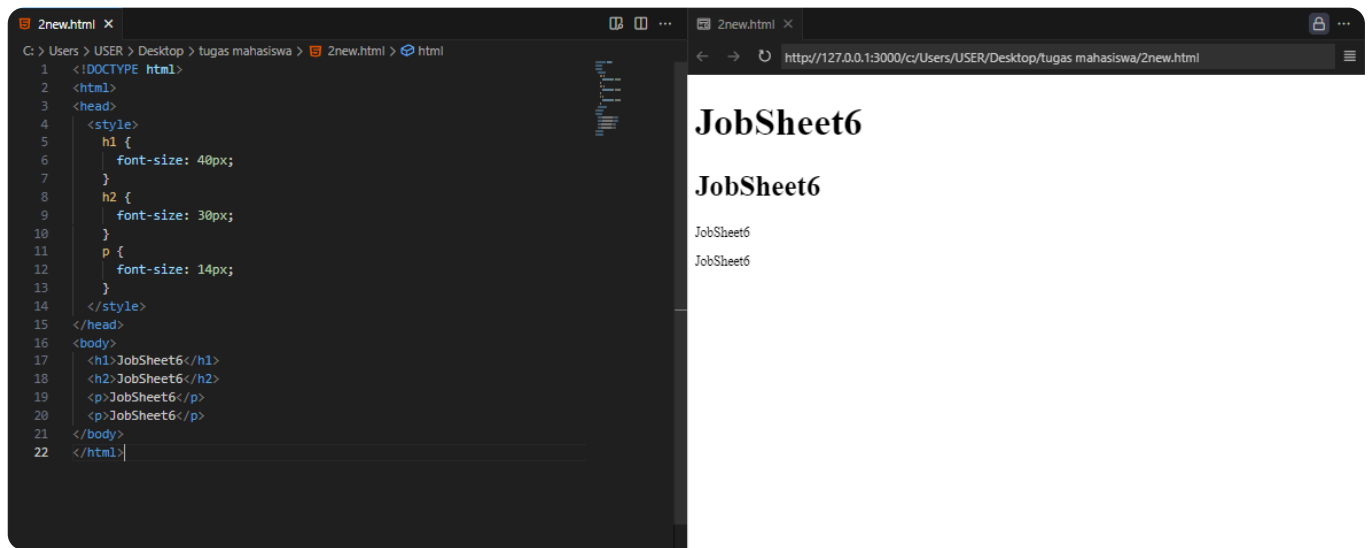 2new.html
C: > Users > USER > Desktop > tugas mahasiswa > 2new.html > html
1 <!DOCTYPE html>
2 <html>
3 <head>
4 <style>
5 h1 {
6 font-size: 40px;
7 }
8 h2 {
9 font-size: 30px;
10 }
11 p {
12 font-size: 14px;
13 }
14 </style>
15 </head>
16 <body>
17 <h1>JobSheet6</h1>
18 <h2>JobSheet6</h2>
19 <p>JobSheet6</p>
20 <p>JobSheet6</p>
21 </body>
22 </html>
2new.html
http://127.0.0.1:3000/c:/Users/USER/Desktop/tugas mahasiswa/2new.html
JobSheet6
JobSheet6
JobSheet6
JobSheet6